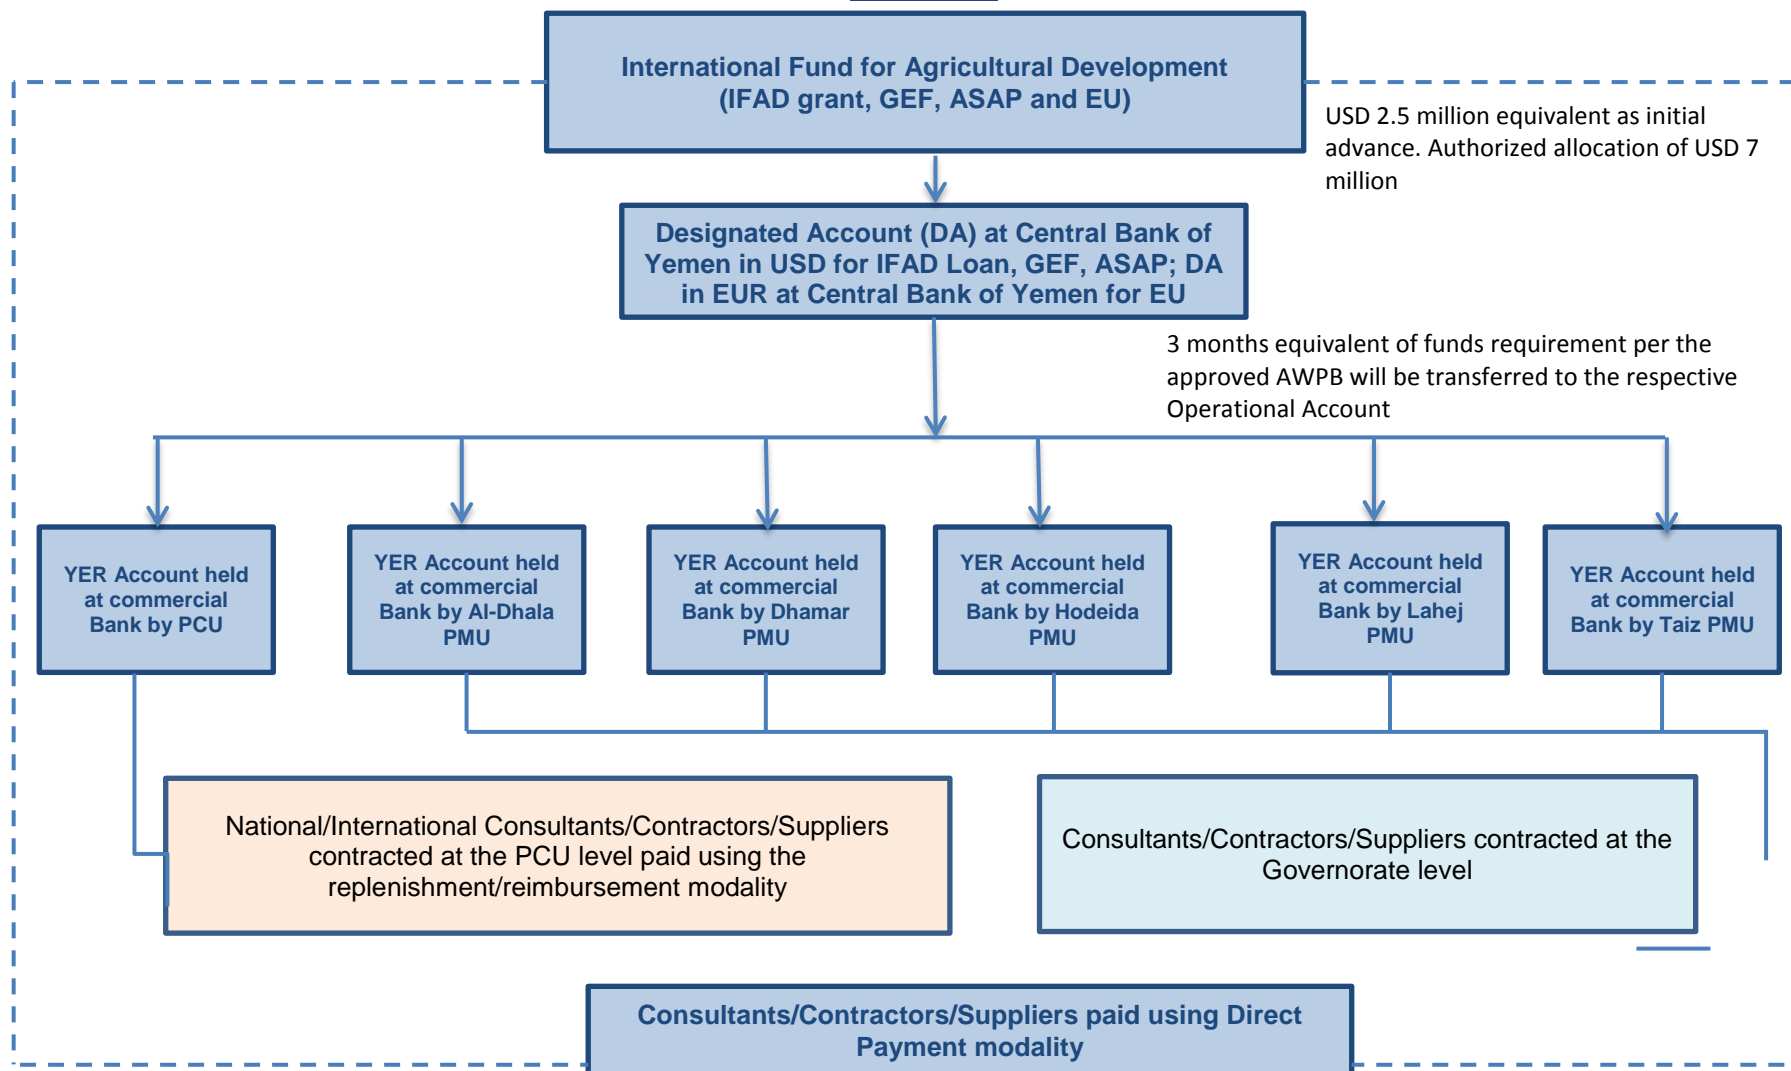 International Fund for Agricultural Development
(IFAD grant, GEF, ASAP and EU)
USD 2.5 million equivalent as initial
advance. Authorized allocation of USD 7
million
Designated Account (DA) at Central Bank of
Yemen in USD for IFAD Loan, GEF, ASAP; DA
in EUR at Central Bank of Yemen for EU
3 months equivalent of funds requirement per the
approved AWPB will be transferred to the respective
Operational Account
YER Account held
at commercial
Bank by PCU
YER Account held
at commercial
Bank by Al-Dhala
PMU
YER Account held
at commercial
Bank by Dhamar
PMU
YER Account held
at commercial
Bank by Hodeida
PMU
YER Account held
at commercial
Bank by Lahej
PMU
YER Account held
at commercial
Bank by Taiz PMU
National/International Consultants/Contractors/Suppliers
contracted at the PCU level paid using the
replenishment/reimbursement modality
Consultants/Contractors/Suppliers contracted at the
Governorate level
Consultants/Contractors/Suppliers paid using Direct
Payment modality